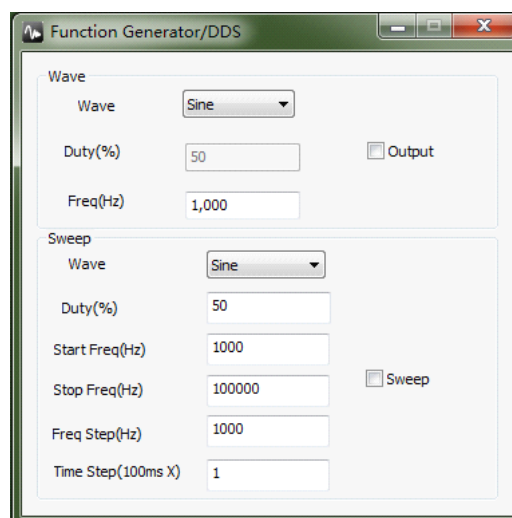 Function Generator/DDS
Wave
Wave Sine
Duty(%) 50 Output
Freq(Hz) 1,000
Sweep
Wave Sine
Duty(%) 50
Start Freq(Hz) 1000
Stop Freq(Hz) 100000 Sweep
Freq Step(Hz) 1000
Time Step(100ms X) 1